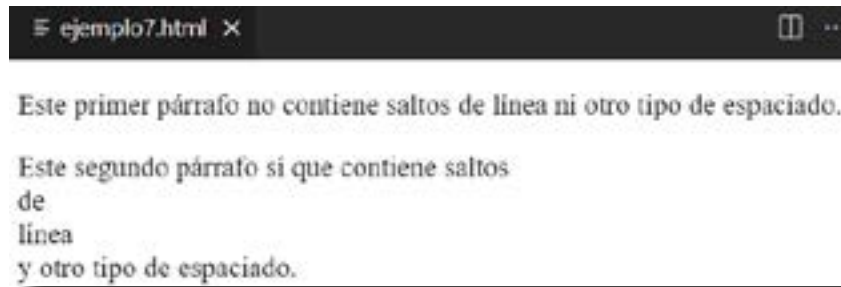 ejemplo7.html
Este primer párrafo no contiene saltos de línea ni otro tipo de espaciado.
Este segundo párrafo sí que contiene saltos
de
línea
y otro tipo de espaciado.